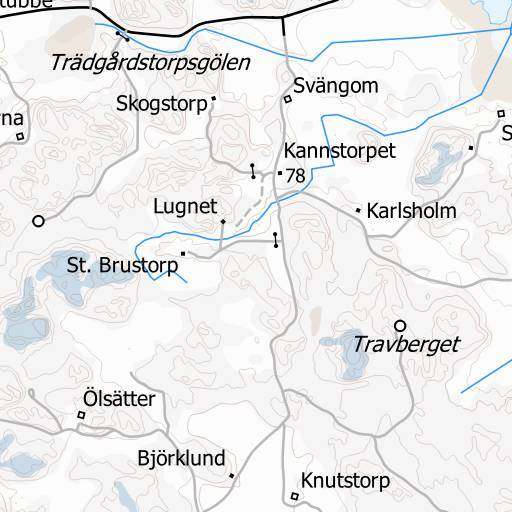 Trädgårdstorpsgölen
Svängom
Skogstorp
Kannstorpet
78
Lugnet
Karlsholm
St. Brustorp
Travberget
Ölsätter
Björklund
Knutstorp